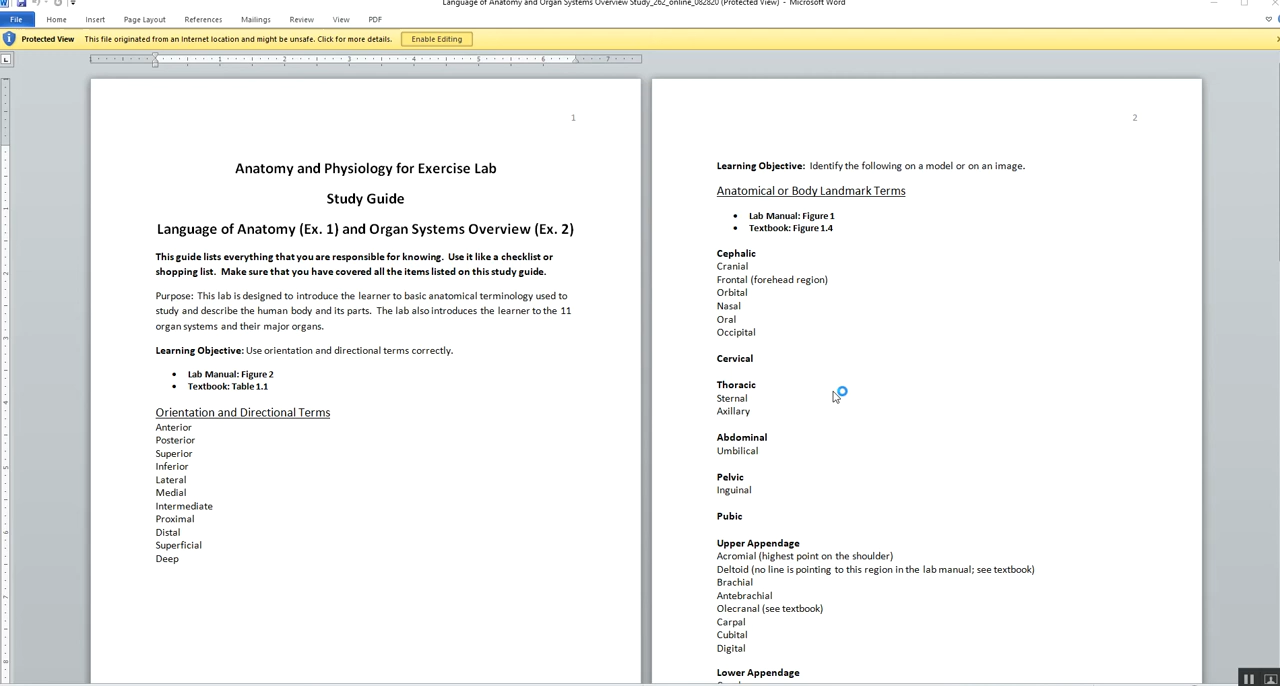 Language of Anatomy and Organ Systems Overview Study_262_online_082820 (Protected View) - Microsoft Word
File Home Insert Page Layout References Mailings Review View PDF
Protected View This file originated from an Internet location and might be unsafe. Click for more details. Enable Editing
1 2 3 4 5 6 7
1
Anatomy and Physiology for Exercise Lab
Study Guide
Language of Anatomy (Ex. 1) and Organ Systems Overview (Ex. 2)
This guide lists everything that you are responsible for knowing. Use it like a checklist or
shopping list. Make sure that you have covered all the items listed on this study guide.
Purpose: This lab is designed to introduce the learner to basic anatomical terminology used to
study and describe the human body and its parts. The lab also introduces the learner to the 11
organ systems and their major organs.
Learning Objective: Use orientation and directional terms correctly.
• Lab Manual: Figure 2
• Textbook: Table 1.1
Orientation and Directional Terms
Anterior
Posterior
Superior
Inferior
Lateral
Medial
Intermediate
Proximal
Distal
Superficial
Deep
2
Learning Objective: Identify the following on a model or on an image.
Anatomical or Body Landmark Terms
• Lab Manual: Figure 1
• Textbook: Figure 1.4
Cephalic
Cranial
Frontal (forehead region)
Orbital
Nasal
Oral
Occipital
Cervical
Thoracic
Sternal
Axillary
Abdominal
Umbilical
Pelvic
Inguinal
Pubic
Upper Appendage
Acromial (highest point on the shoulder)
Deltoid (no line is pointing to this region in the lab manual; see textbook)
Brachial
Antebrachial
Olecranal (see textbook)
Carpal
Cubital
Digital
Lower Appendage